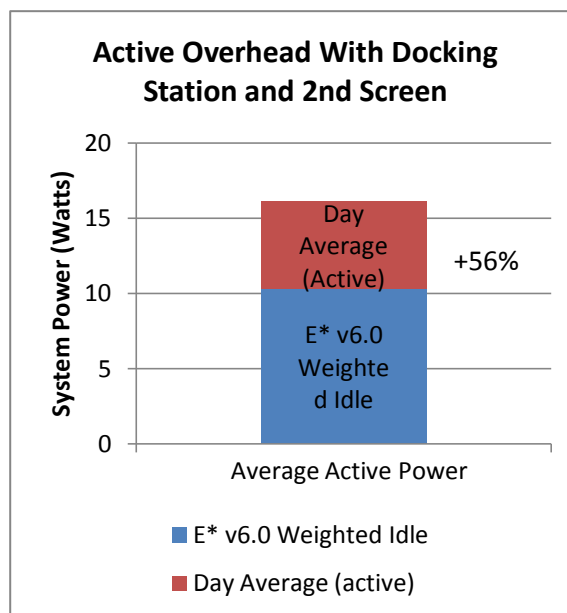 Active Overhead With Docking
Station and 2nd Screen
System Power (Watts)
20
15
10
5
0
Day
Average
(Active)
+56%
E* v6.0
Weighte
d Idle
Average Active Power
E* v6.0 Weighted Idle
Day Average (active)